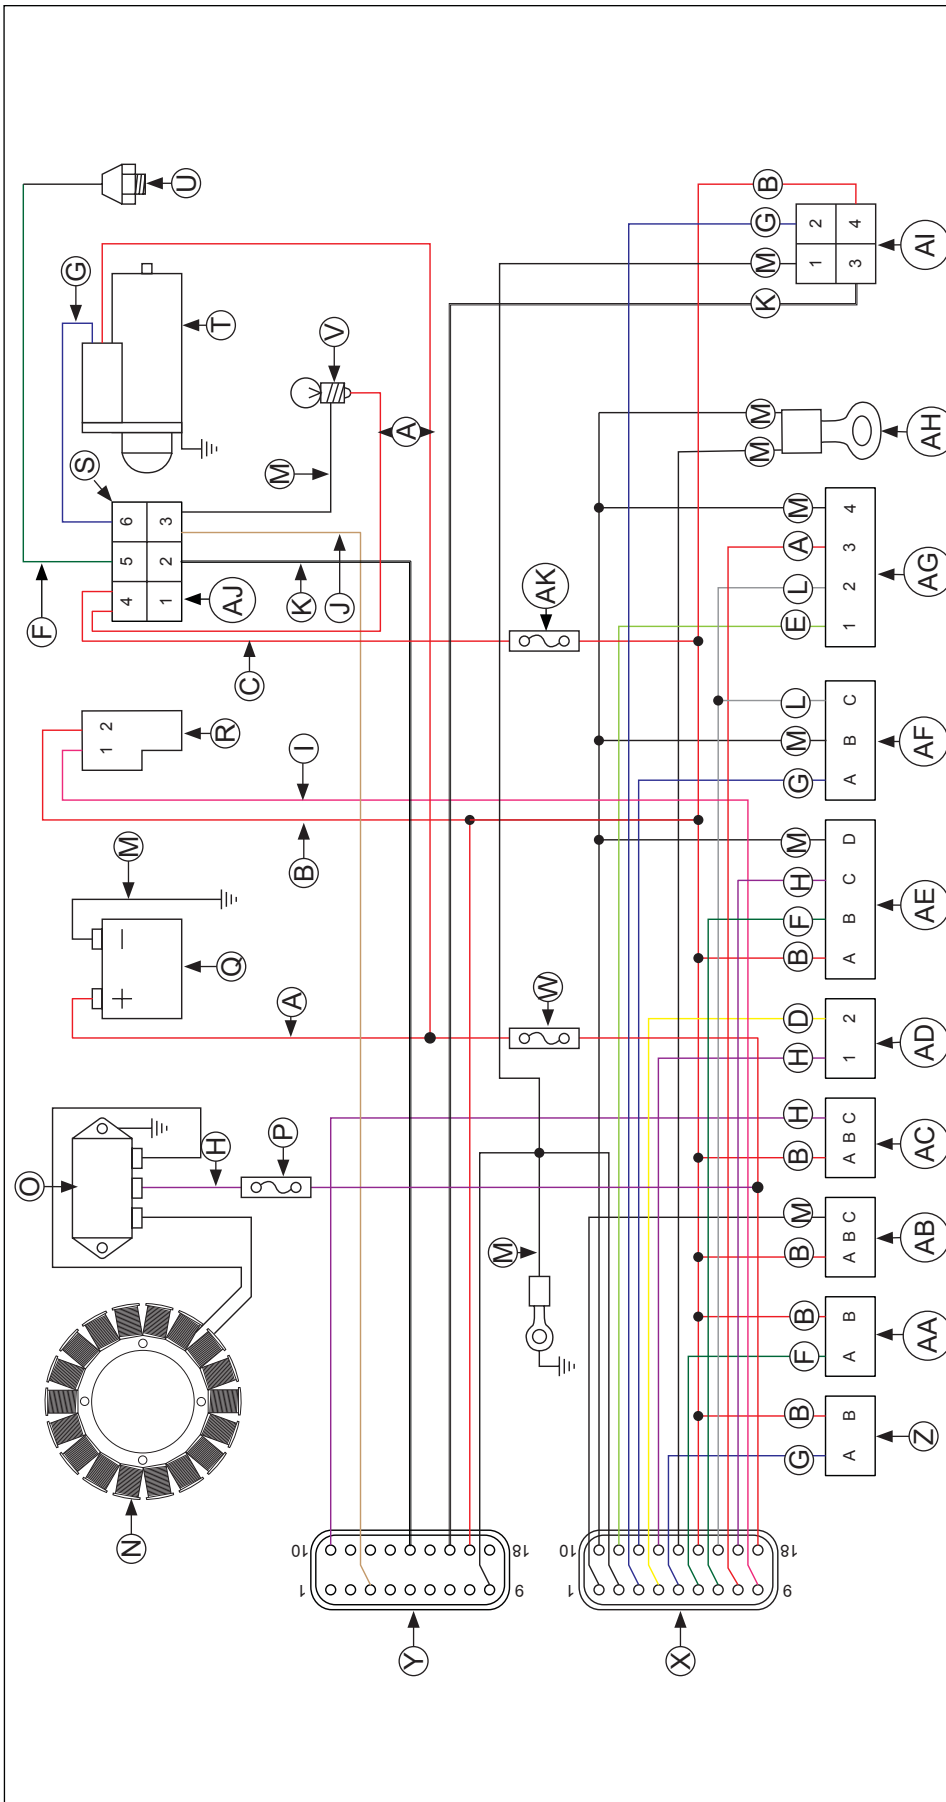 U
G
T
V
S
A
M
F
6
5
4
3
2
1
AJ
K
J
C
AK
2
1
R
I
B
M
+
−
Q
A
W
O
H
P
N
M
10
1
18
9
Y
10
1
18
9
X
B
G
M
K
2
4
1
3
AI
M
M
AH
M
A
L
E
4
3
2
1
AG
L
M
G
C
B
A
AF
M
H
F
B
D
C
B
A
AE
D
H
2
1
AD
H
B
C
B
A
AC
M
B
C
B
A
AB
B
F
B
A
AA
B
G
B
A
Z